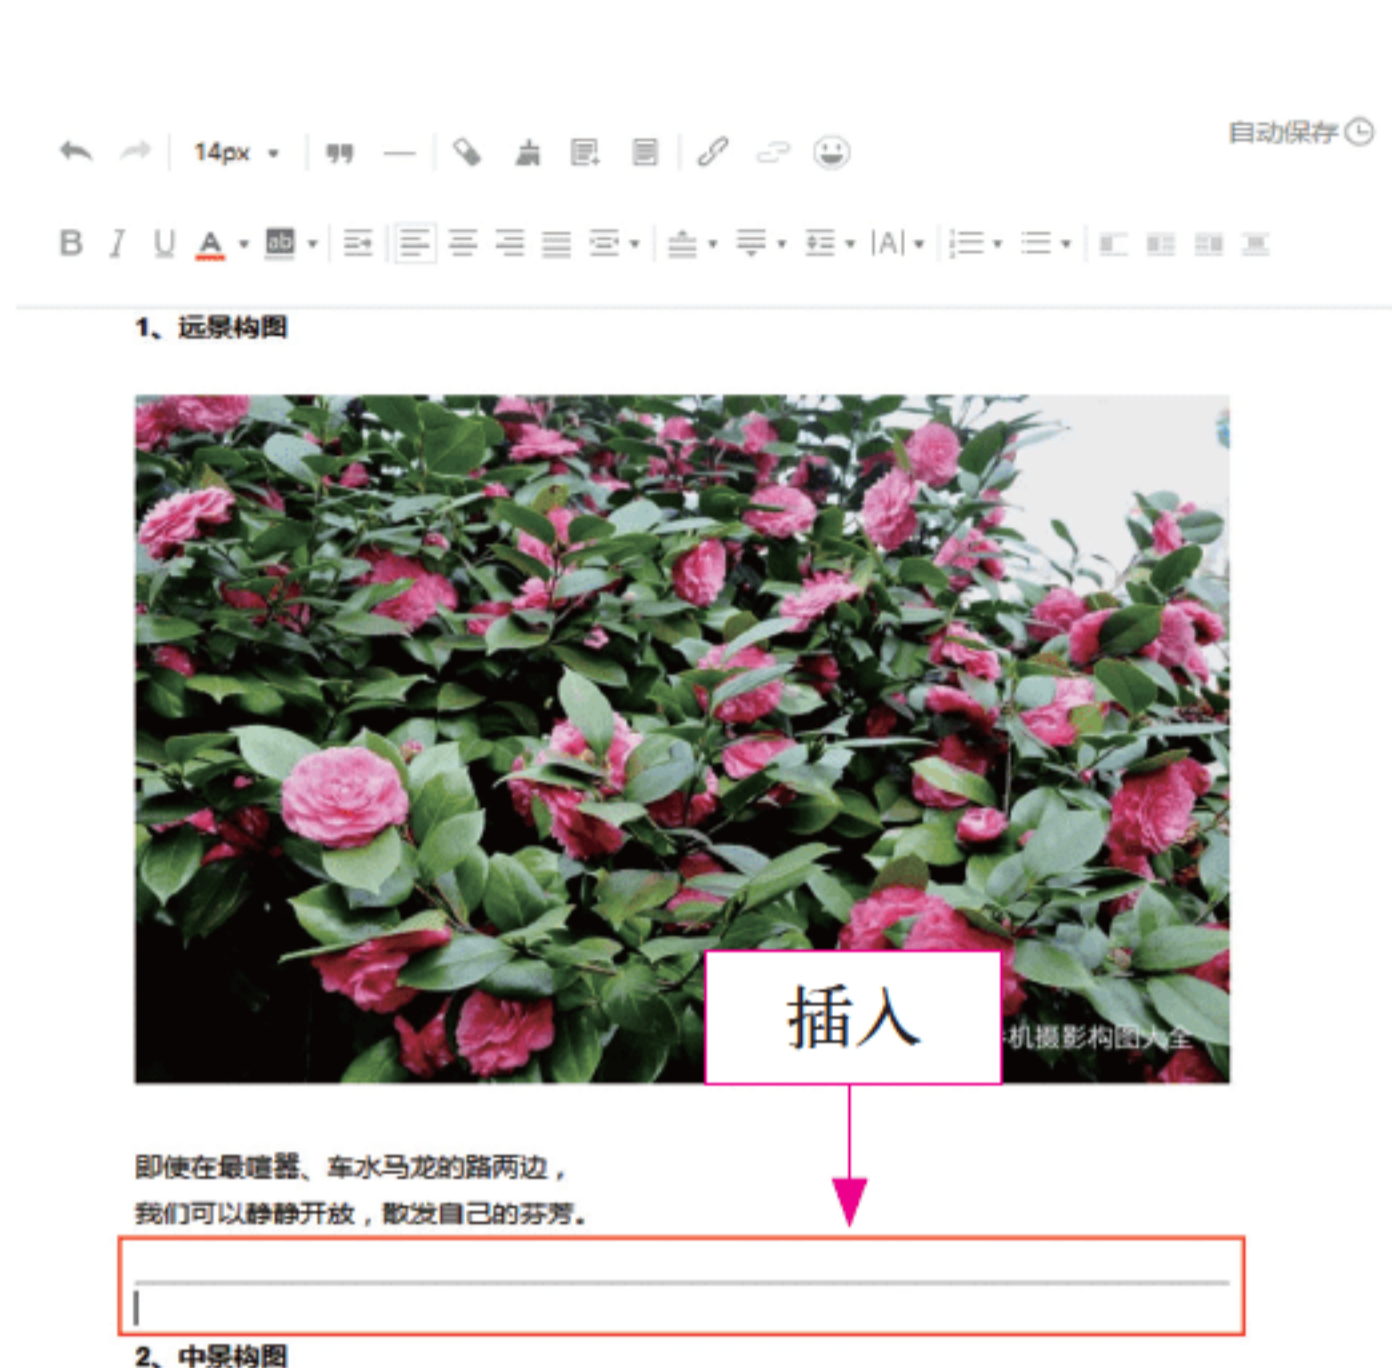 自动保存
14px
B I U A ab |A|
1、远景构图
插入
机摄影构图大全
即使在最喧嚣、车水马龙的路两边，
我们可以静静开放，散发自己的芬芳。
2、中景构图